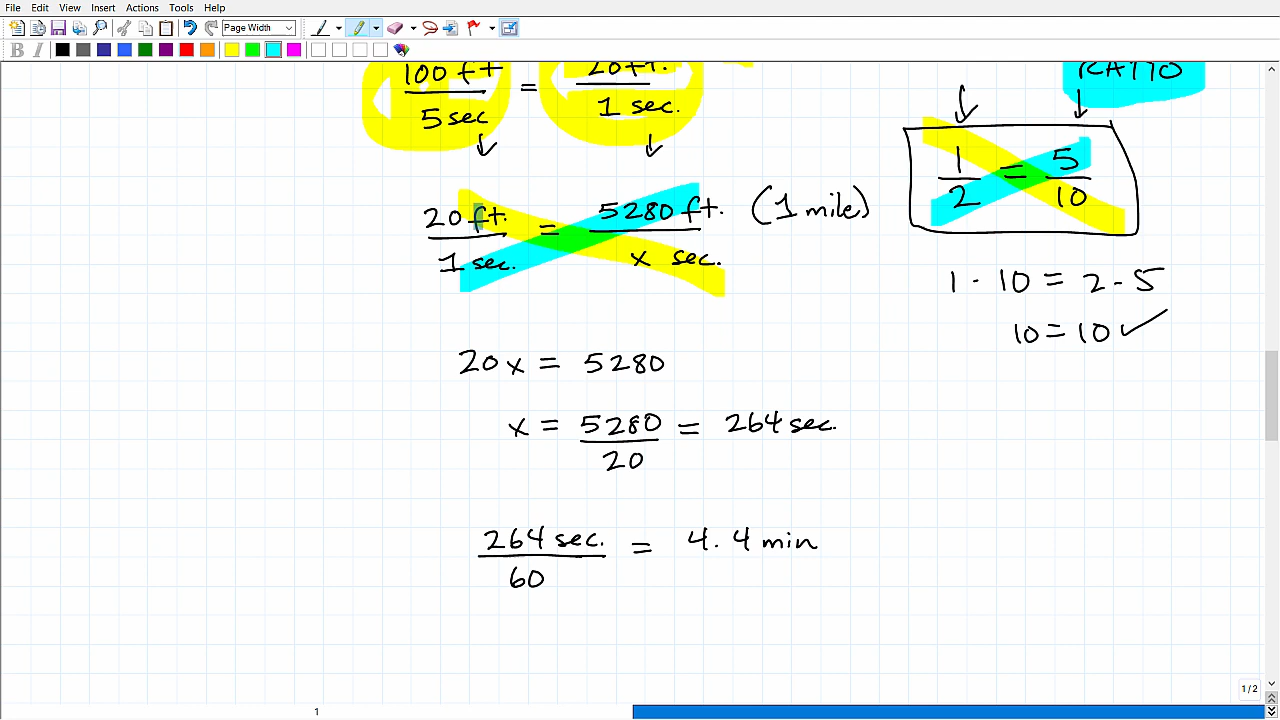 File Edit View Insert Actions Tools Help
Page Width
B I
100 ft / 5 sec = 20 ft. / 1 sec.
RATIO
20 ft. / 1 sec. = 5280 ft. / x sec. (1 mile)
1/2 = 5/10
1 · 10 = 2 · 5
10 = 10 ✓
20x = 5280
x = 5280 / 20 = 264 sec.
264 sec. / 60 = 4.4 min
1/2
1